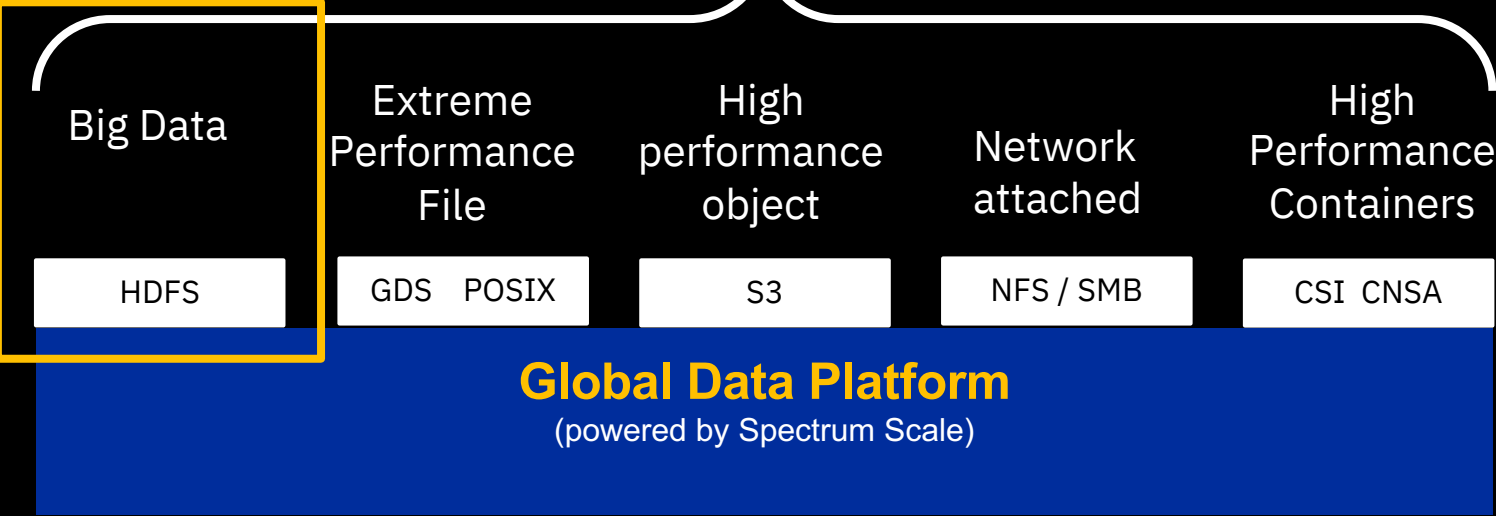 Big Data
Extreme
Performance
File
High
performance
object
Network
attached
High
Performance
Containers
HDFS
GDS POSIX
S3
NFS / SMB
CSI CNSA
Global Data Platform
(powered by Spectrum Scale)